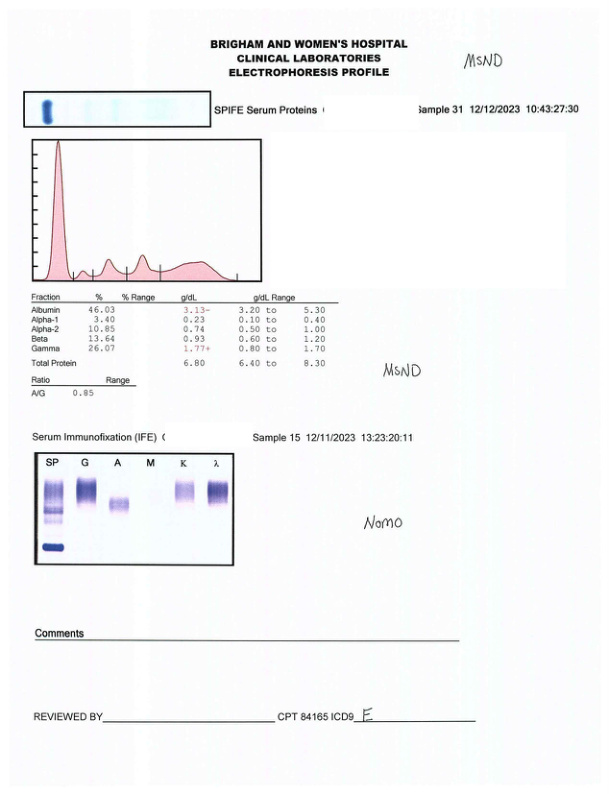 BRIGHAM AND WOMEN'S HOSPITAL
CLINICAL LABORATORIES
ELECTROPHORESIS PROFILE
MSND
SPIFE Serum Proteins Sample 31 12/12/2023 10:43:27:30
Fraction % % Range g/dL g/dL Range
Albumin 46.03 3.13- 3.20 to 5.30
Alpha-1 3.40 0.23 0.10 to 0.40
Alpha-2 10.85 0.74 0.50 to 1.00
Beta 13.64 0.93 0.60 to 1.20
Gamma 26.07 1.77+ 0.80 to 1.70
Total Protein 6.80 6.40 to 8.30
MSND
Ratio Range
A/G 0.85
Serum Immunofixation (IFE) ( Sample 15 12/11/2023 13:23:20:11
SP G A M K λ
NOMO
Comments
REVIEWED BY CPT 84165 ICD9 E